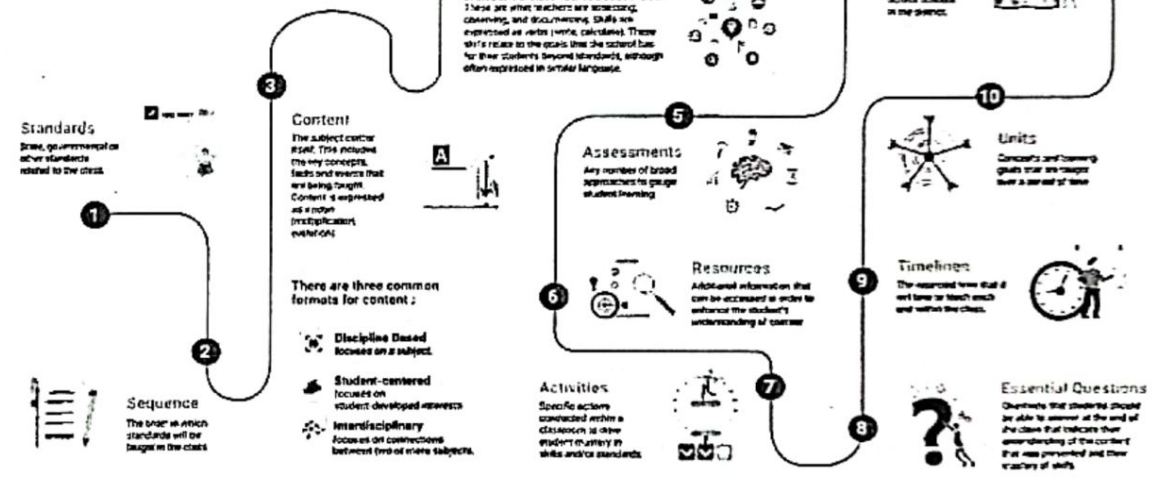 These are what teachers are assessing,
observing, and documenting. Skills are
expressed as verbs (write, calculate). These
skills relate to the goals that the school has
for their students beyond standards, although
often expressed in similar language.
in the district.
3
10
Standards
State, governmental or
other standards
related to the class.
1
Content
The subject matter
itself. This includes
the key concepts,
facts and events that
are being taught.
Content is expressed
as a noun
(multiplication,
evolution)
A
5
Assessments
Any number of broad
approaches to gauge
student learning
Units
Concepts and learning
goals that are taught
over a period of time
There are three common
formats for content :
Discipline Based
focuses on a subject.
Student-centered
focuses on
student developed interests
Interdisciplinary
focuses on connections
between two or more subjects.
6
Resources
Additional information that
can be accessed in order to
enhance the student's
understanding of content
9
Timelines
The expected time that it
will take to teach each
unit within the class.
2
Sequence
The order in which
standards will be
taught in the class
Activities
Specific actions
conducted within a
classroom to drive
student mastery in
skills and/or standards.
7
8
Essential Questions
Questions that students should
be able to answer at the end of
the class that indicate their
understanding of the content
that was presented and their
mastery of skills